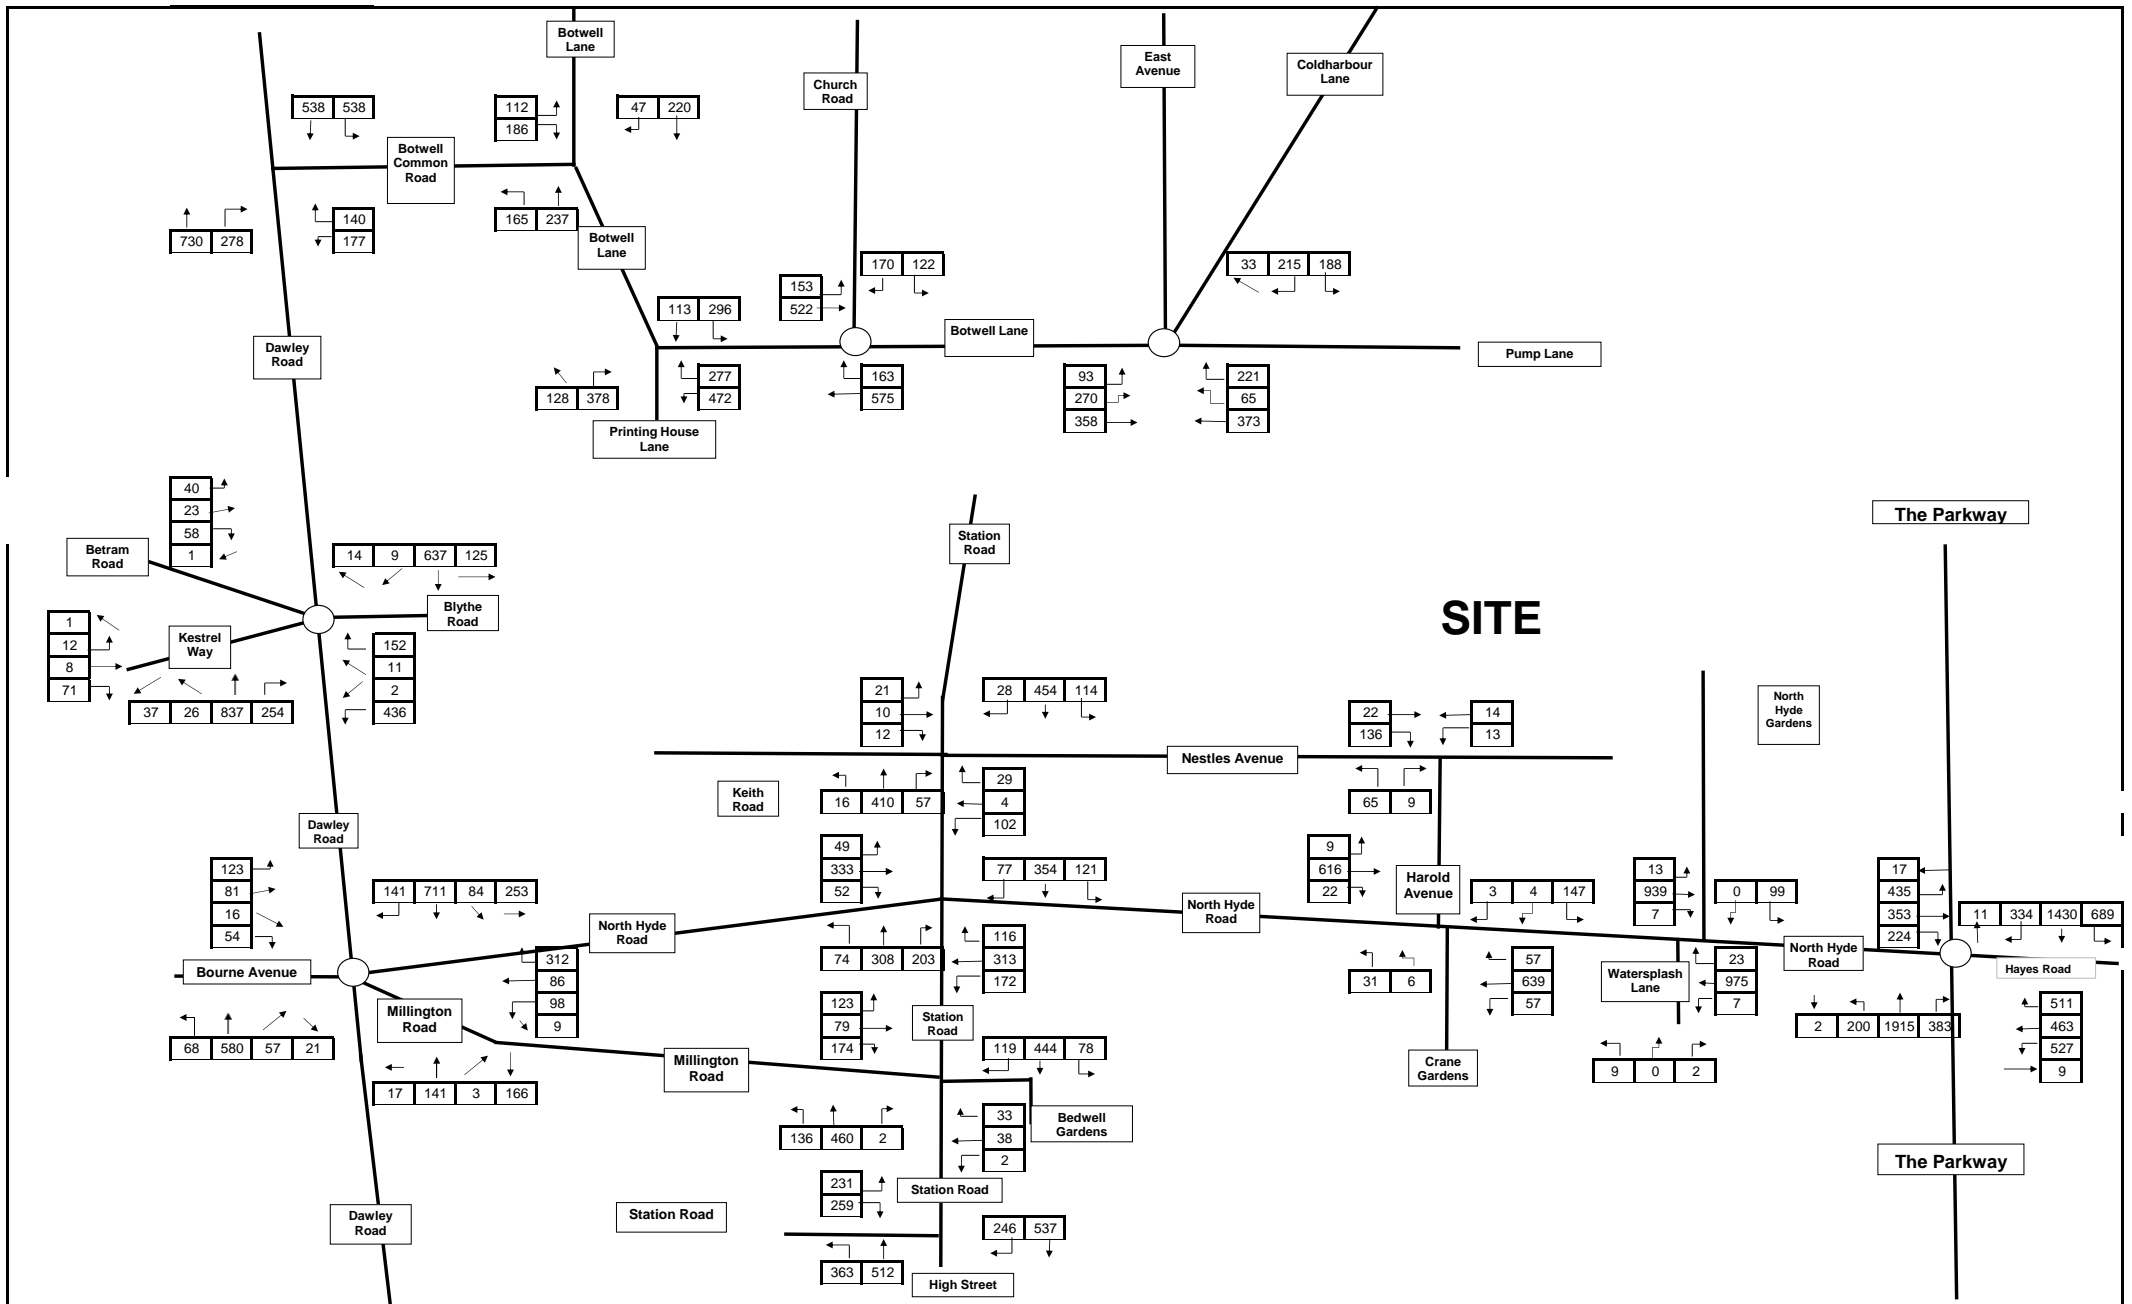 Botwell
Lane
East
Avenue
Coldharbour
Lane
Church
Road
538 538
112
186
47 220
Botwell
Common
Road
165 237
140
177
730 278
Botwell
Lane
170 122
33 215 188
153
522
113 296
Botwell Lane
Dawley
Road
Pump Lane
277
472
163
575
93
270
358
221
65
373
128 378
Printing House
Lane
40
23
58
1
The Parkway
Station
Road
Betram
Road
14 9 637 125
Blythe
Road
SITE
1
12
8
71
Kestrel
Way
152
11
2
436
37 26 837 254
21
10
12
28 454 114
22
136
14
13
North
Hyde
Gardens
Nestles Avenue
Keith
Road
16 410 57
29
4
102
65 9
Dawley
Road
49
333
52
77 354 121
9
616
22
Harold
Avenue
3 4 147
13
939
7
0 99
17
435
353
224
11 334 1430 689
123
81
16
54
141 711 84 253
North Hyde
Road
North Hyde
Road
74 308 203
116
313
172
North Hyde
Road
Hayes Road
Bourne Avenue
312
86
98
9
31 6
57
639
57
Watersplash
Lane
23
975
7
Millington
Road
123
79
174
Station
Road
2 200 1915 383
511
463
527
9
68 580 57 21
119 444 78
Millington
Road
Crane
Gardens
9 0 2
17 141 3 166
136 460 2
33
38
2
Bedwell
Gardens
The Parkway
231
259
Station Road
Dawley
Road
Station Road
246 537
363 512
High Street